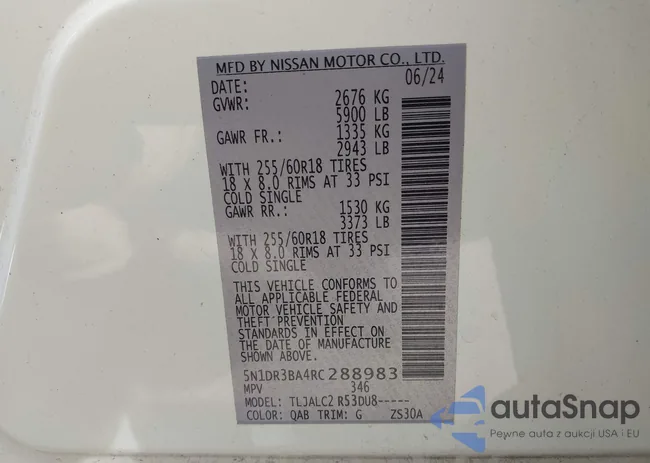 MFD BY NISSAN MOTOR CO., LTD.
DATE: 06/24
GVWR: 2676 KG
5900 LB
GAWR FR.: 1335 KG
2943 LB
WITH 255/60R18 TIRES
18 X 8.0 RIMS AT 33 PSI
COLD SINGLE
GAWR RR.: 1530 KG
3373 LB
WITH 255/60R18 TIRES
18 X 8.0 RIMS AT 33 PSI
COLD SINGLE
THIS VEHICLE CONFORMS TO
ALL APPLICABLE FEDERAL
MOTOR VEHICLE SAFETY AND
THEFT PREVENTION
STANDARDS IN EFFECT ON
THE DATE OF MANUFACTURE
SHOWN ABOVE.
5N1DR3BA4RC288983
MPV 346
MODEL: TLJALC2 R53DU8-----
COLOR: QAB TRIM: G ZS30A
autaSnap
Pewne auta z aukcji USA i EU